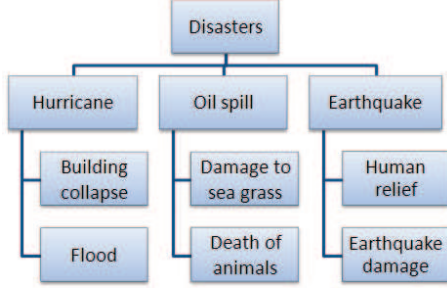 Disasters
Hurricane
Oil spill
Earthquake
Building
collapse
Damage to
sea grass
Human
relief
Flood
Death of
animals
Earthquake
damage